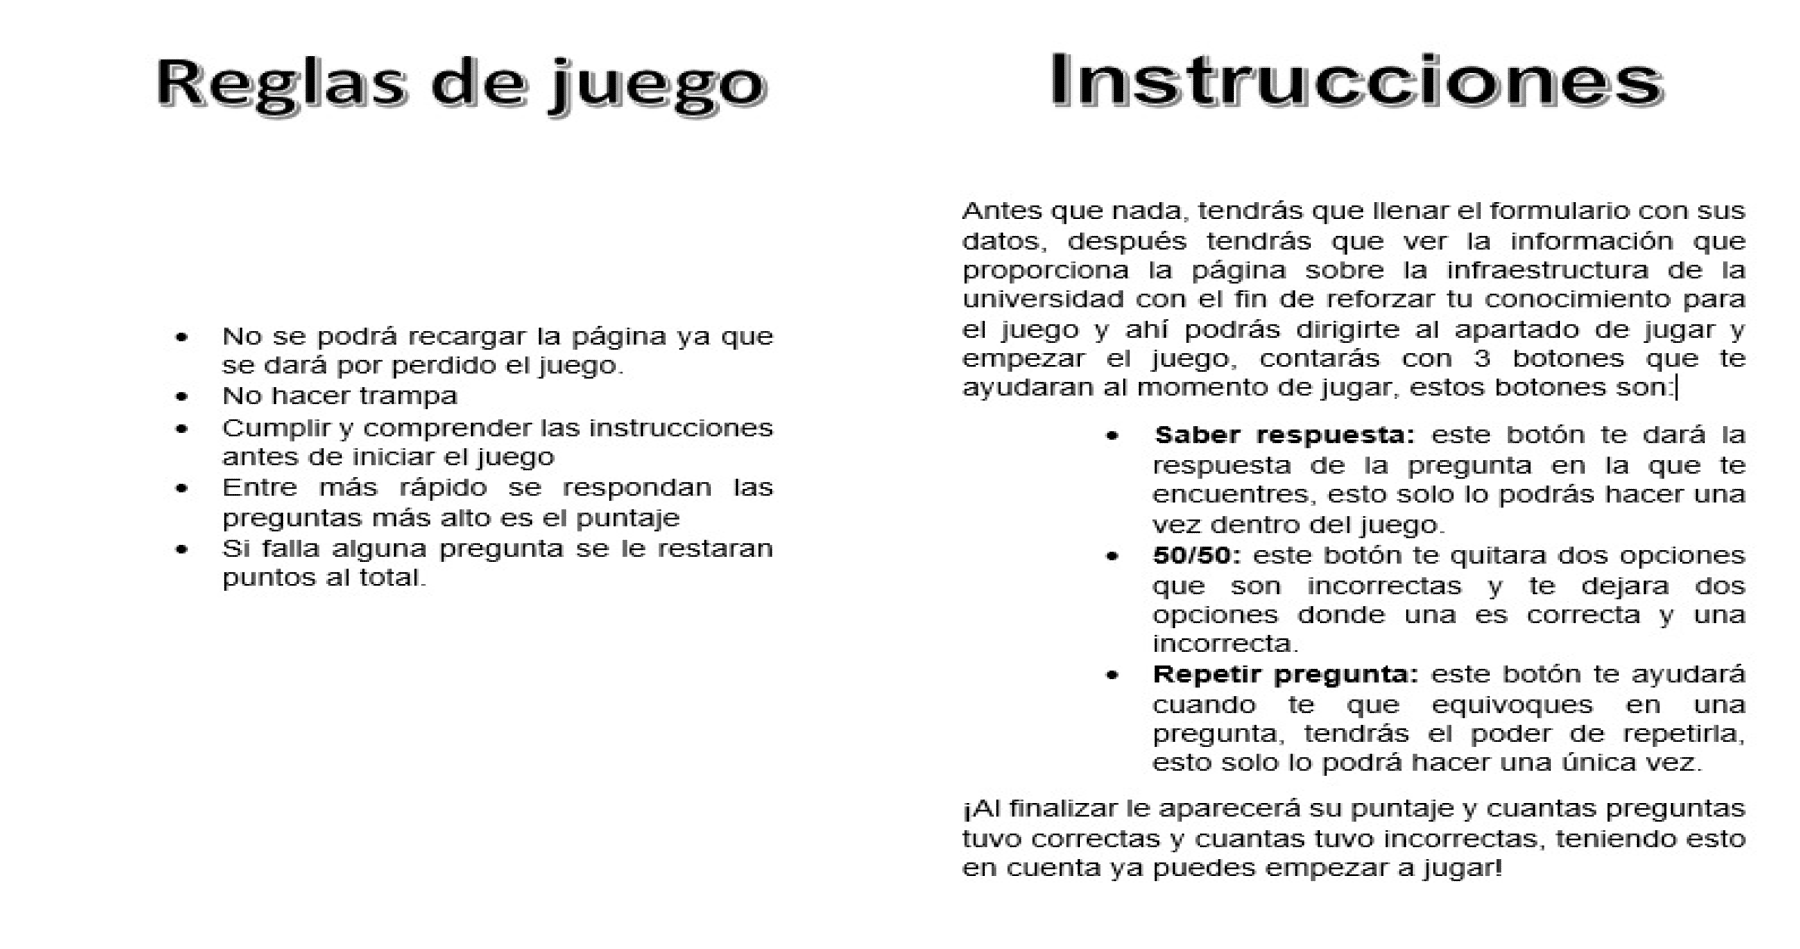 Reglas de juego
• No se podrá recargar la página ya que
se dará por perdido el juego.
• No hacer trampa
• Cumplir y comprender las instrucciones
antes de iniciar el juego
• Entre más rápido se respondan las
preguntas más alto es el puntaje
• Si falla alguna pregunta se le restaran
puntos al total.
Instrucciones
Antes que nada, tendrás que llenar el formulario con sus
datos, después tendrás que ver la información que
proporciona la página sobre la infraestructura de la
universidad con el fin de reforzar tu conocimiento para
el juego y ahí podrás dirigirte al apartado de jugar y
empezar el juego, contarás con 3 botones que te
ayudaran al momento de jugar, estos botones son:
• Saber respuesta: este botón te dará la
respuesta de la pregunta en la que te
encuentres, esto solo lo podrás hacer una
vez dentro del juego.
• 50/50: este botón te quitara dos opciones
que son incorrectas y te dejara dos
opciones donde una es correcta y una
incorrecta.
• Repetir pregunta: este botón te ayudará
cuando te que equivoques en una
pregunta, tendrás el poder de repetirla,
esto solo lo podrá hacer una única vez.
¡Al finalizar le aparecerá su puntaje y cuantas preguntas
tuvo correctas y cuantas tuvo incorrectas, teniendo esto
en cuenta ya puedes empezar a jugar!